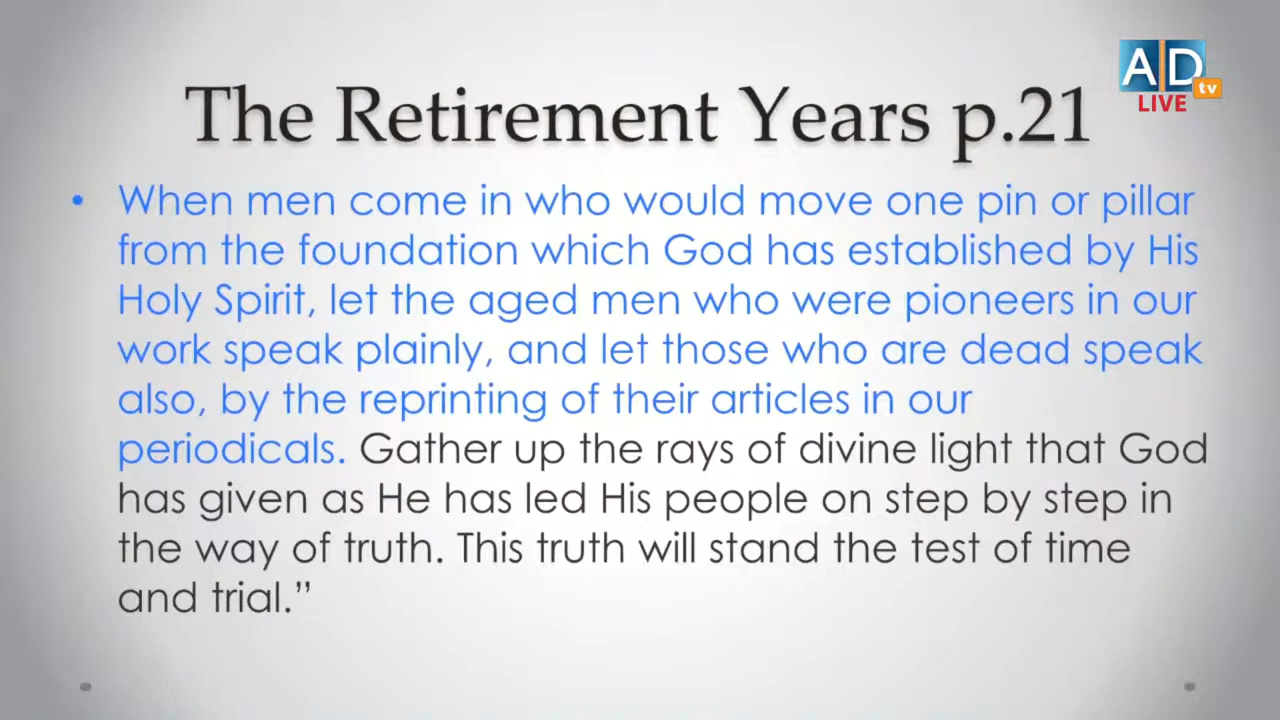 AD
tv
LIVE
The Retirement Years p.21
• When men come in who would move one pin or pillar
from the foundation which God has established by His
Holy Spirit, let the aged men who were pioneers in our
work speak plainly, and let those who are dead speak
also, by the reprinting of their articles in our
periodicals. Gather up the rays of divine light that God
has given as He has led His people on step by step in
the way of truth. This truth will stand the test of time
and trial.”